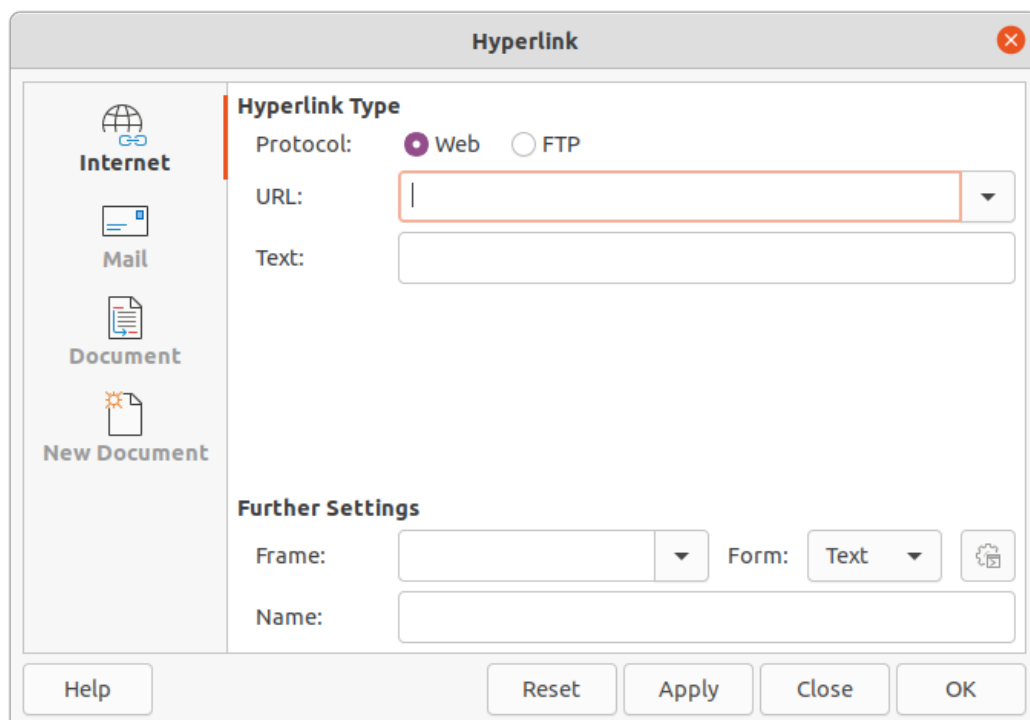 Hyperlink
Internet
Mail
Document
New Document
Hyperlink Type
Protocol: Web FTP
URL:
Text:
Further Settings
Frame: Form: Text
Name:
Help Reset Apply Close OK